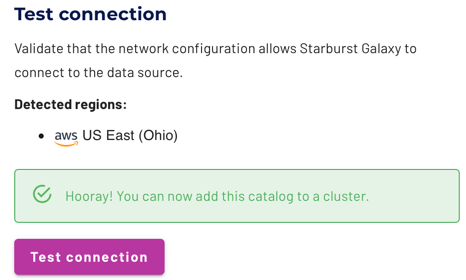 Test connection
Validate that the network configuration allows Starburst Galaxy to
connect to the data source.
Detected regions:
aws US East (Ohio)
Hooray! You can now add this catalog to a cluster.
Test connection